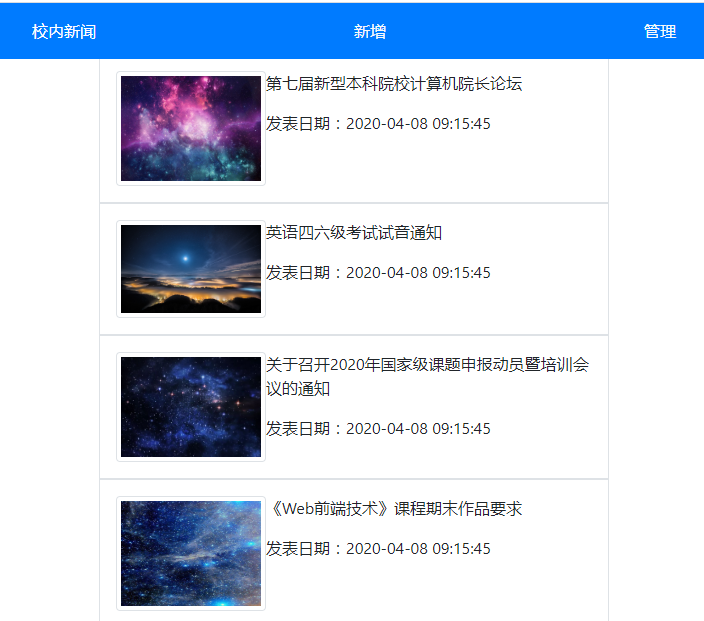 校内新闻 新增 管理
第七届新型本科院校计算机院长论坛
发表日期：2020-04-08 09:15:45
英语四六级考试试音通知
发表日期：2020-04-08 09:15:45
关于召开2020年国家级课题申报动员暨培训会
议的通知
发表日期：2020-04-08 09:15:45
《Web前端技术》课程期末作品要求
发表日期：2020-04-08 09:15:45